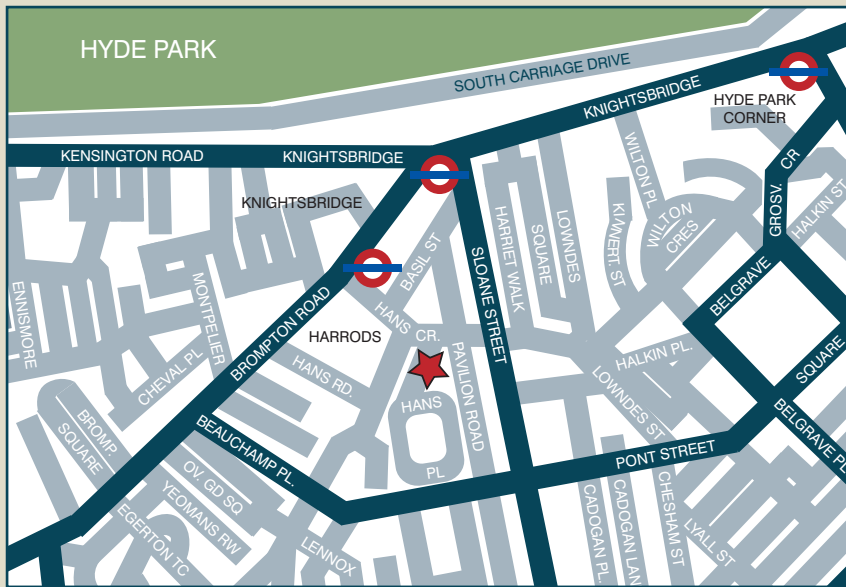 HYDE PARK
SOUTH CARRIAGE DRIVE
KNIGHTSBRIDGE
HYDE PARK
CORNER
KENSINGTON ROAD
KNIGHTSBRIDGE
KNIGHTSBRIDGE
WILTON PL
WILTON
CRES
KINNERT. ST
GROSV.
CR
HALKIN ST
BASIL ST
HARRIET WALK
SQUARE
LOWNDES
SLOANE STREET
BELGRAVE
ENNISMORE
MONTPELIER
BROMPTON ROAD
HARRODS
HANS
CR.
PAVILION ROAD
HALKIN PL.
LOWNDES ST
SQUARE
BELGRAVE PL
CHEVAL PL
HANS RD.
HANS
PL
BROMP.
SQUARE
BEAUCHAMP PL.
PONT STREET
OV. GD SQ
YEOMANS RW
EGERTON TC
LENNOX
CADOGAN PL.
CADOGAN LAN
CHESHAM ST
LYALL ST